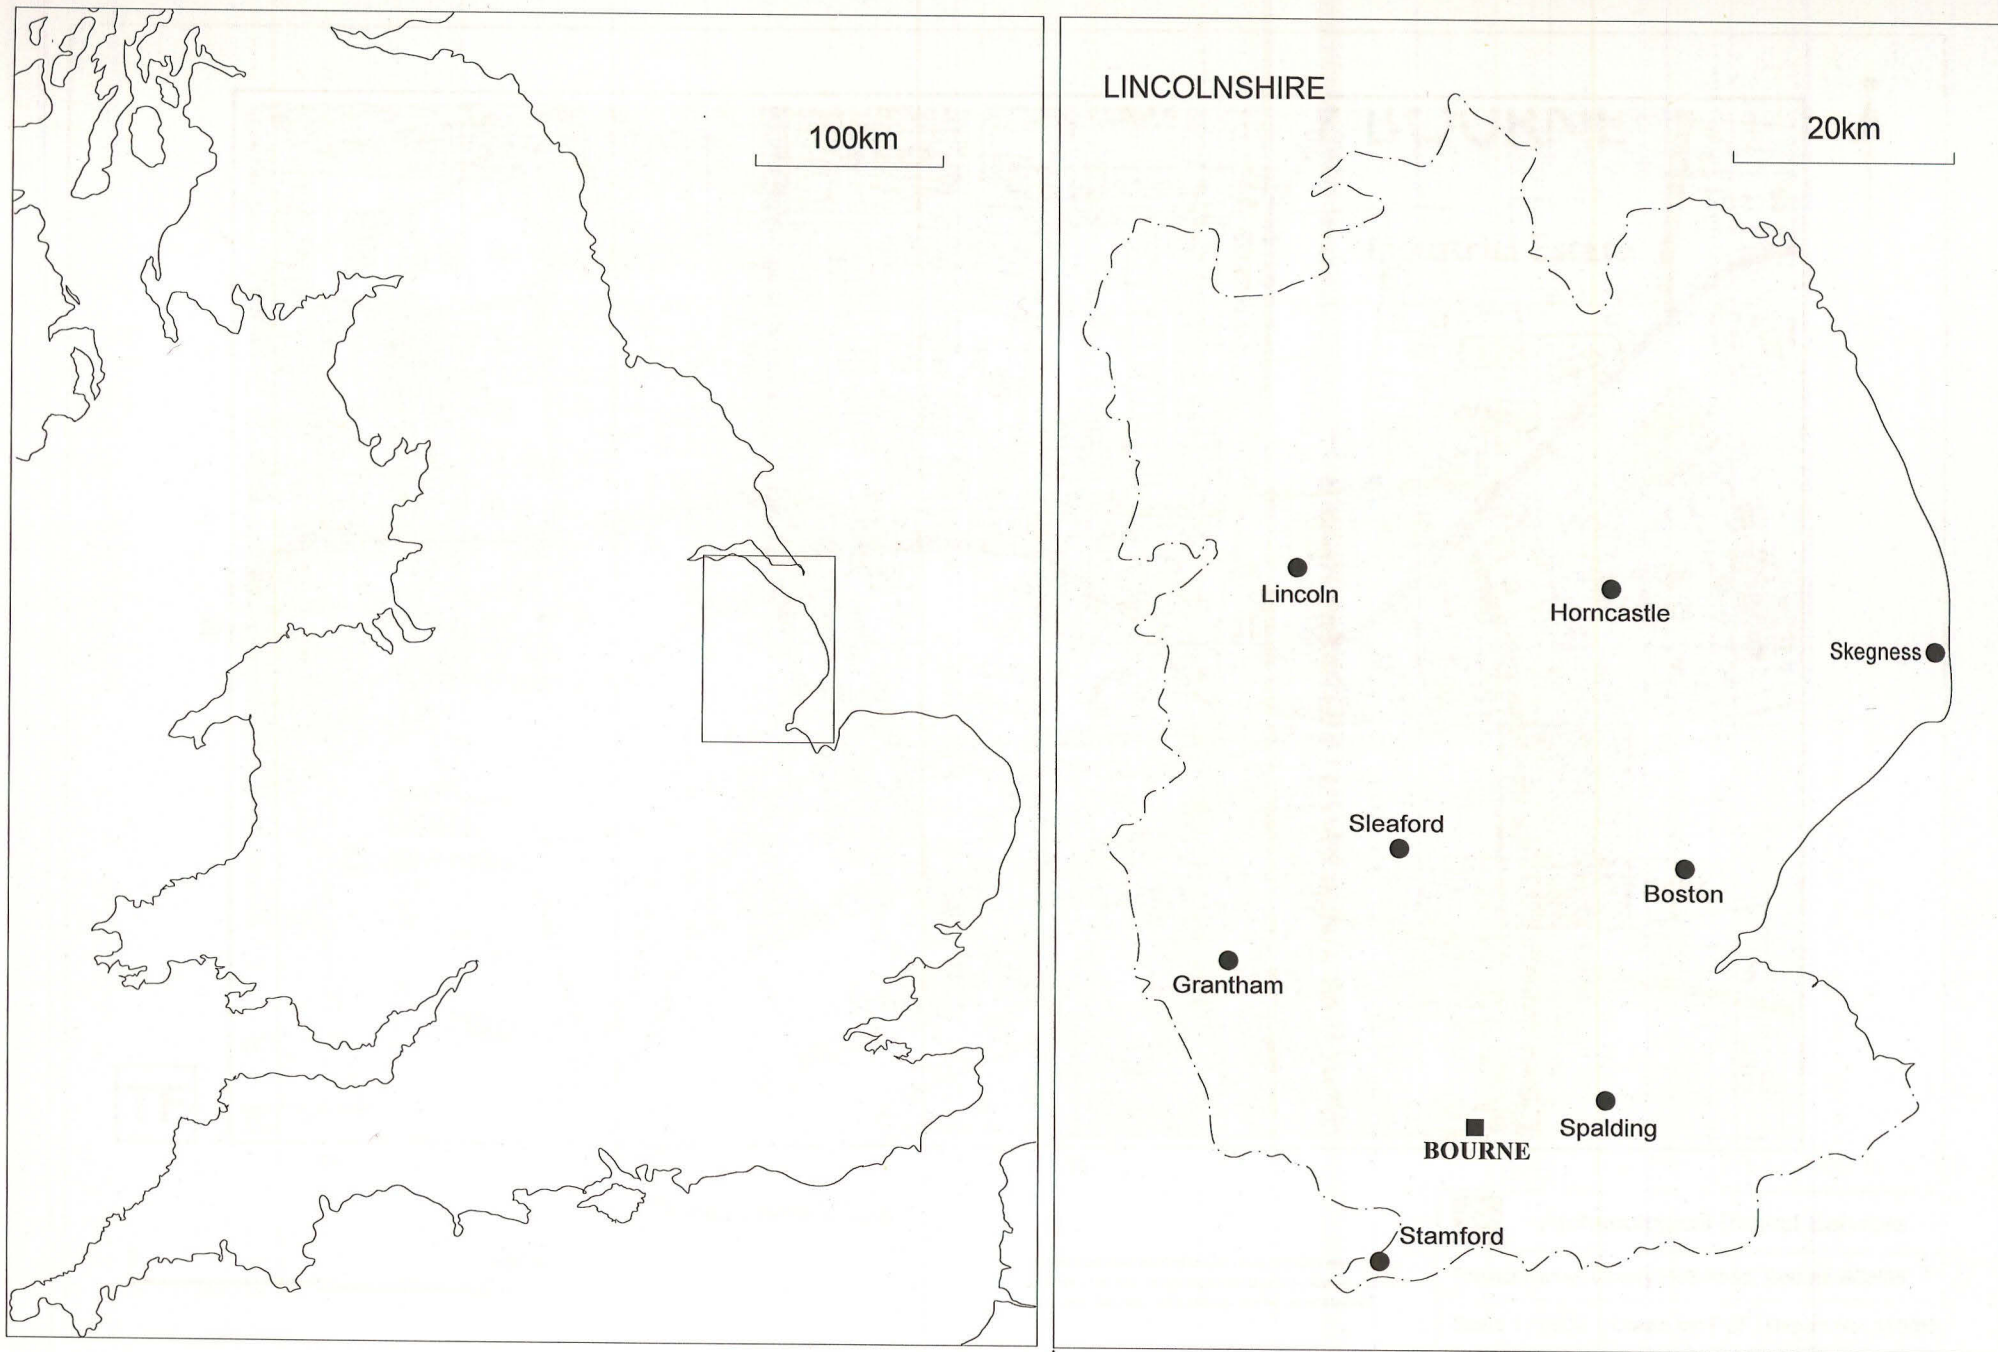 100km
LINCOLNSHIRE
20km
Lincoln
Horncastle
Skegness
Sleaford
Boston
Grantham
Spalding
BOURNE
Stamford